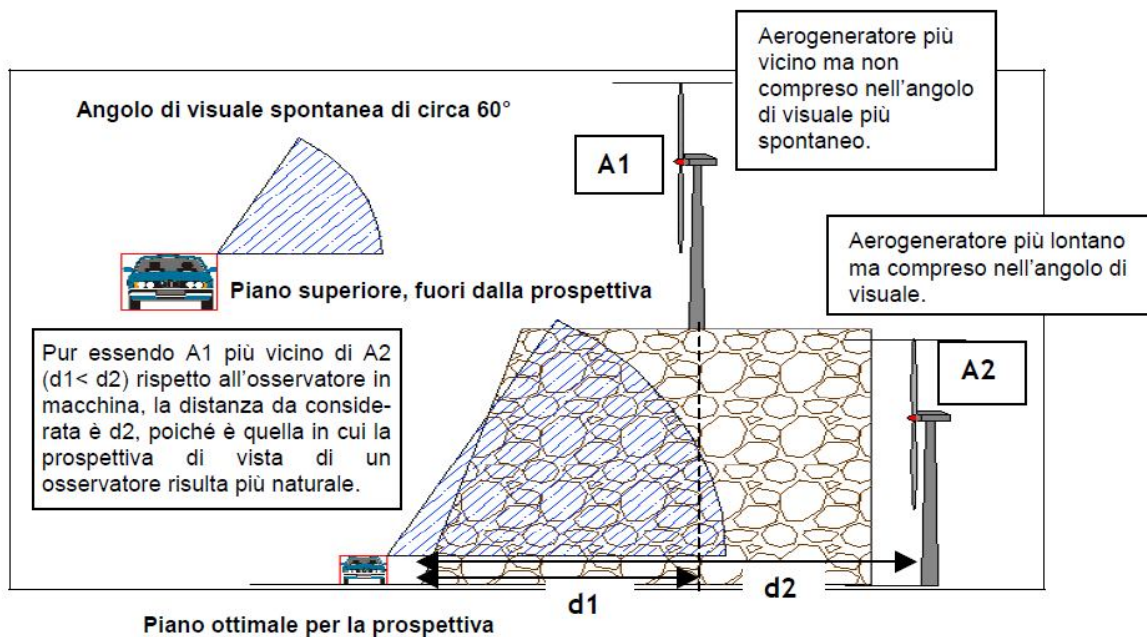 Aerogeneratore più
vicino ma non
compreso nell'angolo
di visuale più
spontaneo.
Angolo di visuale spontanea di circa 60°
A1
Aerogeneratore più lontano
ma compreso nell'angolo di
visuale.
Piano superiore, fuori dalla prospettiva
Pur essendo A1 più vicino di A2
(d1< d2) rispetto all'osservatore in
macchina, la distanza da conside-
rata è d2, poiché è quella in cui la
prospettiva di vista di un
osservatore risulta più naturale.
A2
d1
d2
Piano ottimale per la prospettiva